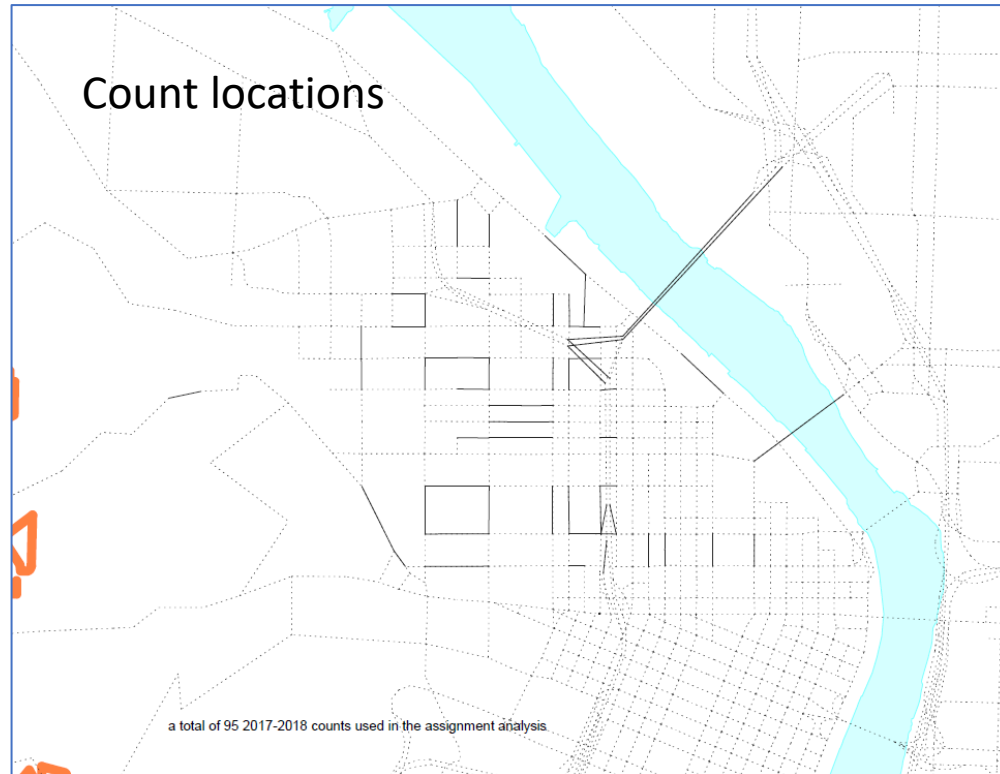 Count locations
a total of 95 2017-2018 counts used in the assignment analysis